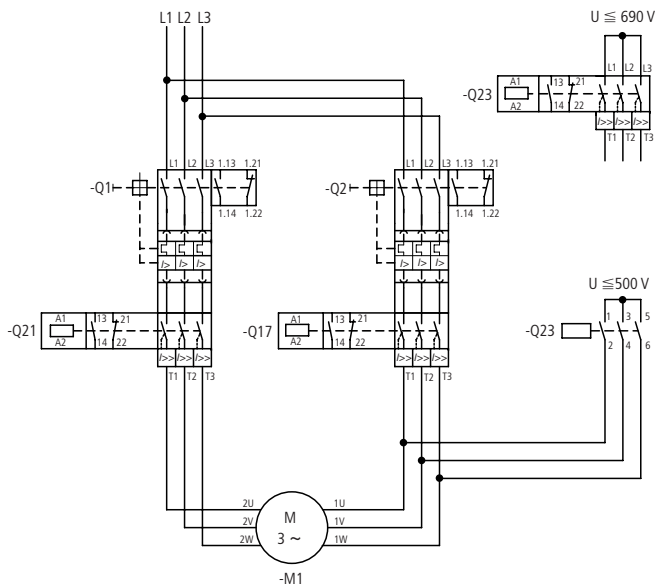 L1 L2 L3
U ≦ 690 V
L1 L2 L3
-Q23 A1 13 21
A2 14 22
I>> I>> I>>
T1 T2 T3
L1 L2 L3 1.13 1.21
-Q1
1.14 1.22
I> I> I>
L1 L2 L3 1.13 1.21
-Q2
1.14 1.22
I> I> I>
-Q21 A1 13 21
A2 14 22
I>> I>> I>>
T1 T2 T3
-Q17 A1 13 21
A2 14 22
I>> I>> I>>
T1 T2 T3
U ≦500 V
1 3 5
-Q23
2 4 6
2U 1U
2V M 1V
3 ~
2W 1W
-M1